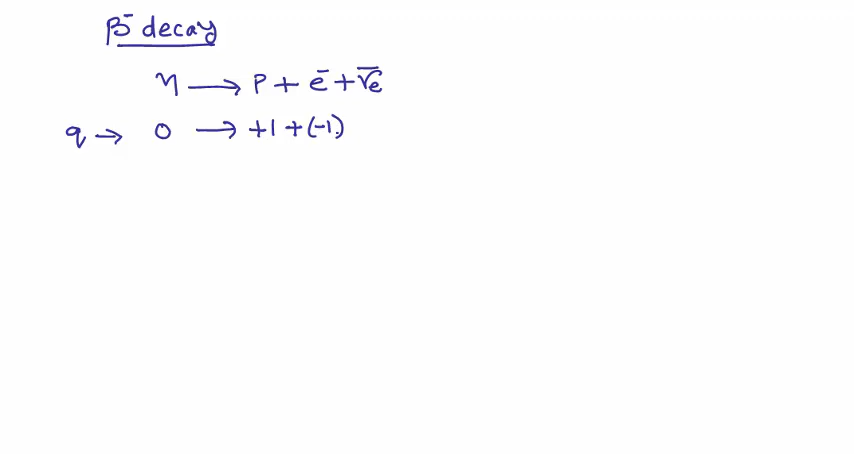 β⁻ decay
n → p + e⁻ + ν̄e
q → 0 → +1 + (-1)